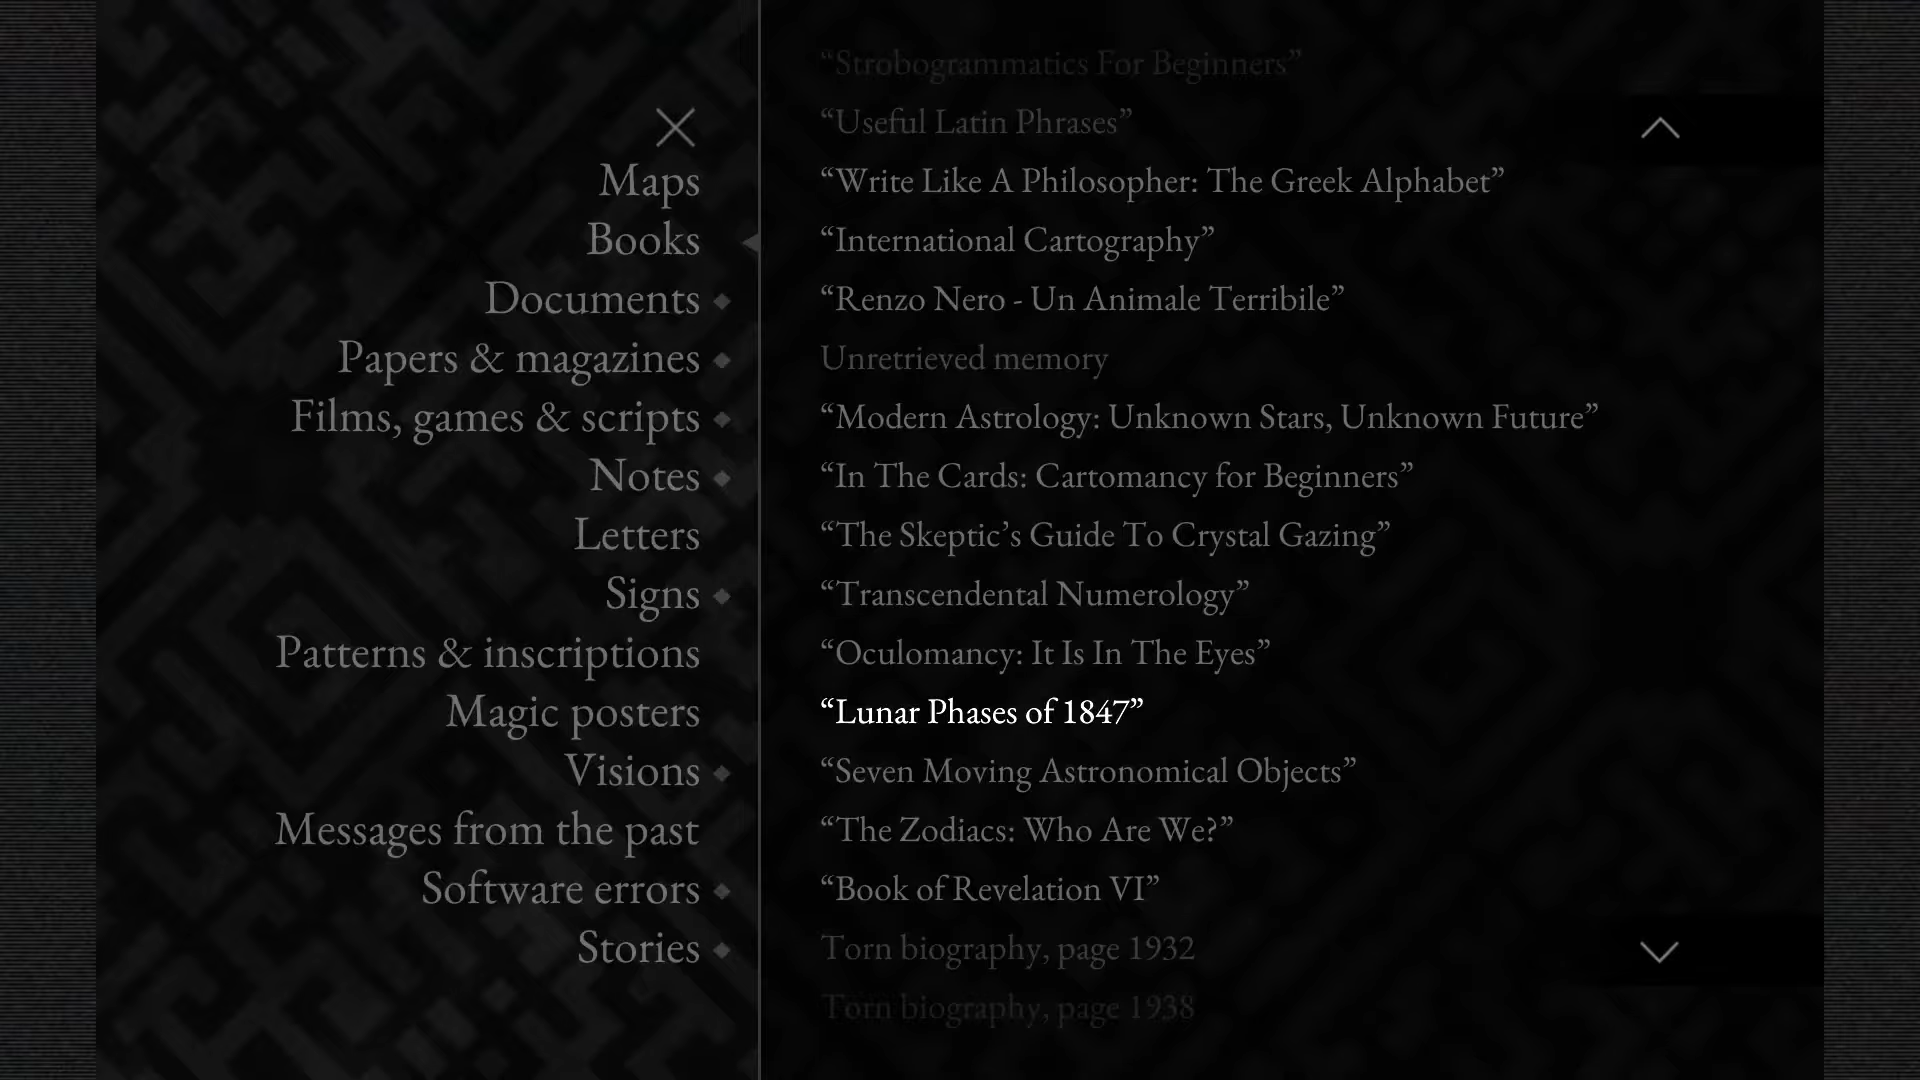 Maps
Books
Documents
Papers & magazines
Films, games & scripts
Notes
Letters
Signs
Patterns & inscriptions
Magic posters
Visions
Messages from the past
Software errors
Stories
“Strobogrammatics For Beginners”
“Useful Latin Phrases”
“Write Like A Philosopher: The Greek Alphabet”
“International Cartography”
“Renzo Nero - Un Animale Terribile”
Unretrieved memory
“Modern Astrology: Unknown Stars, Unknown Future”
“In The Cards: Cartomancy for Beginners”
“The Skeptic’s Guide To Crystal Gazing”
“Transcendental Numerology”
“Oculomancy: It Is In The Eyes”
“Lunar Phases of 1847”
“Seven Moving Astronomical Objects”
“The Zodiacs: Who Are We?”
“Book of Revelation VI”
Torn biography, page 1932
Torn biography, page 1938